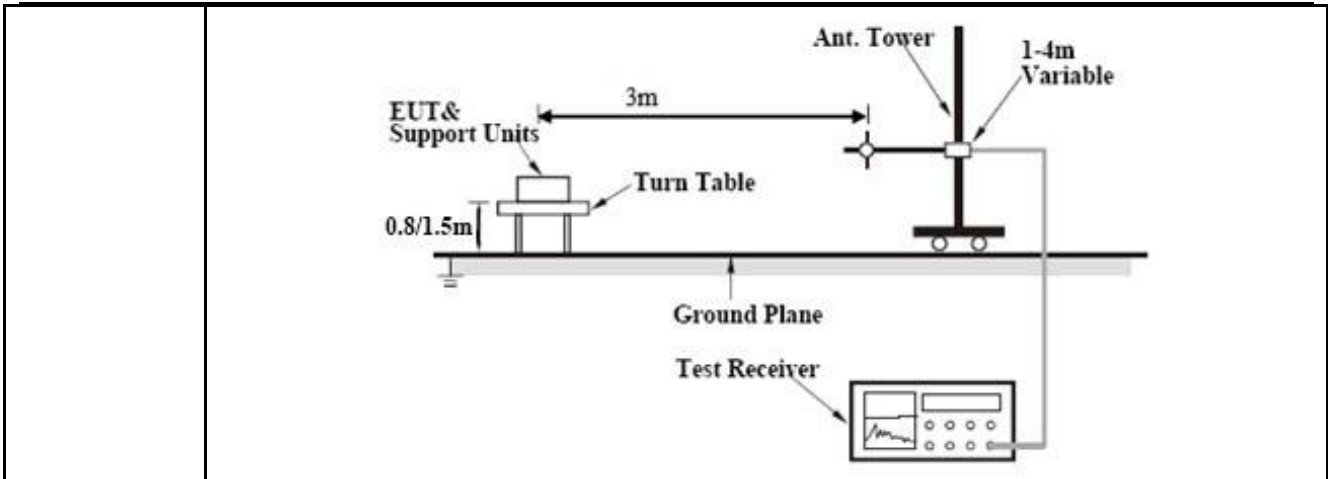 Ant. Tower
1-4m
Variable
3m
EUT&
Support Units
Turn Table
0.8/1.5m
Ground Plane
Test Receiver